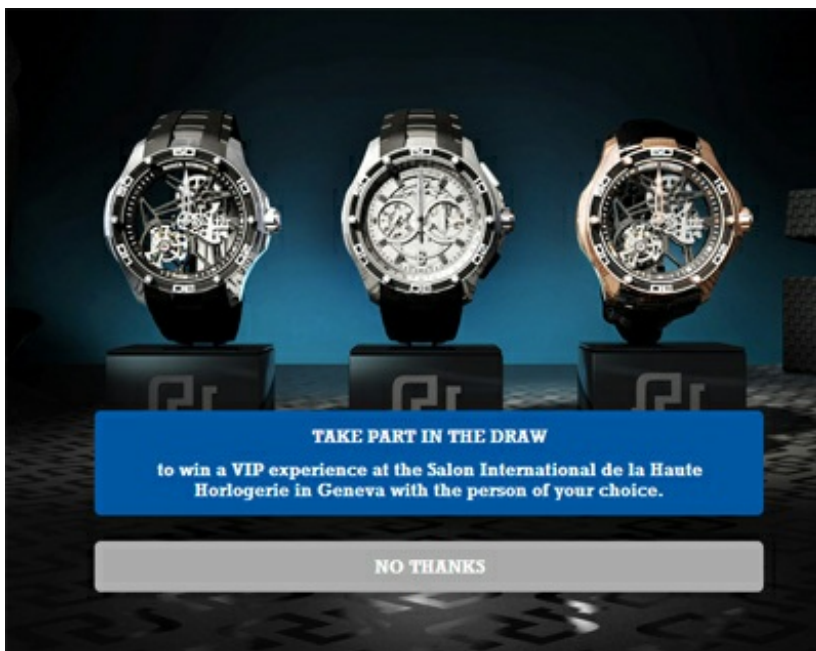 TAKE PART IN THE DRAW
to win a VIP experience at the Salon International de la Haute
Horlogerie in Geneva with the person of your choice.
NO THANKS